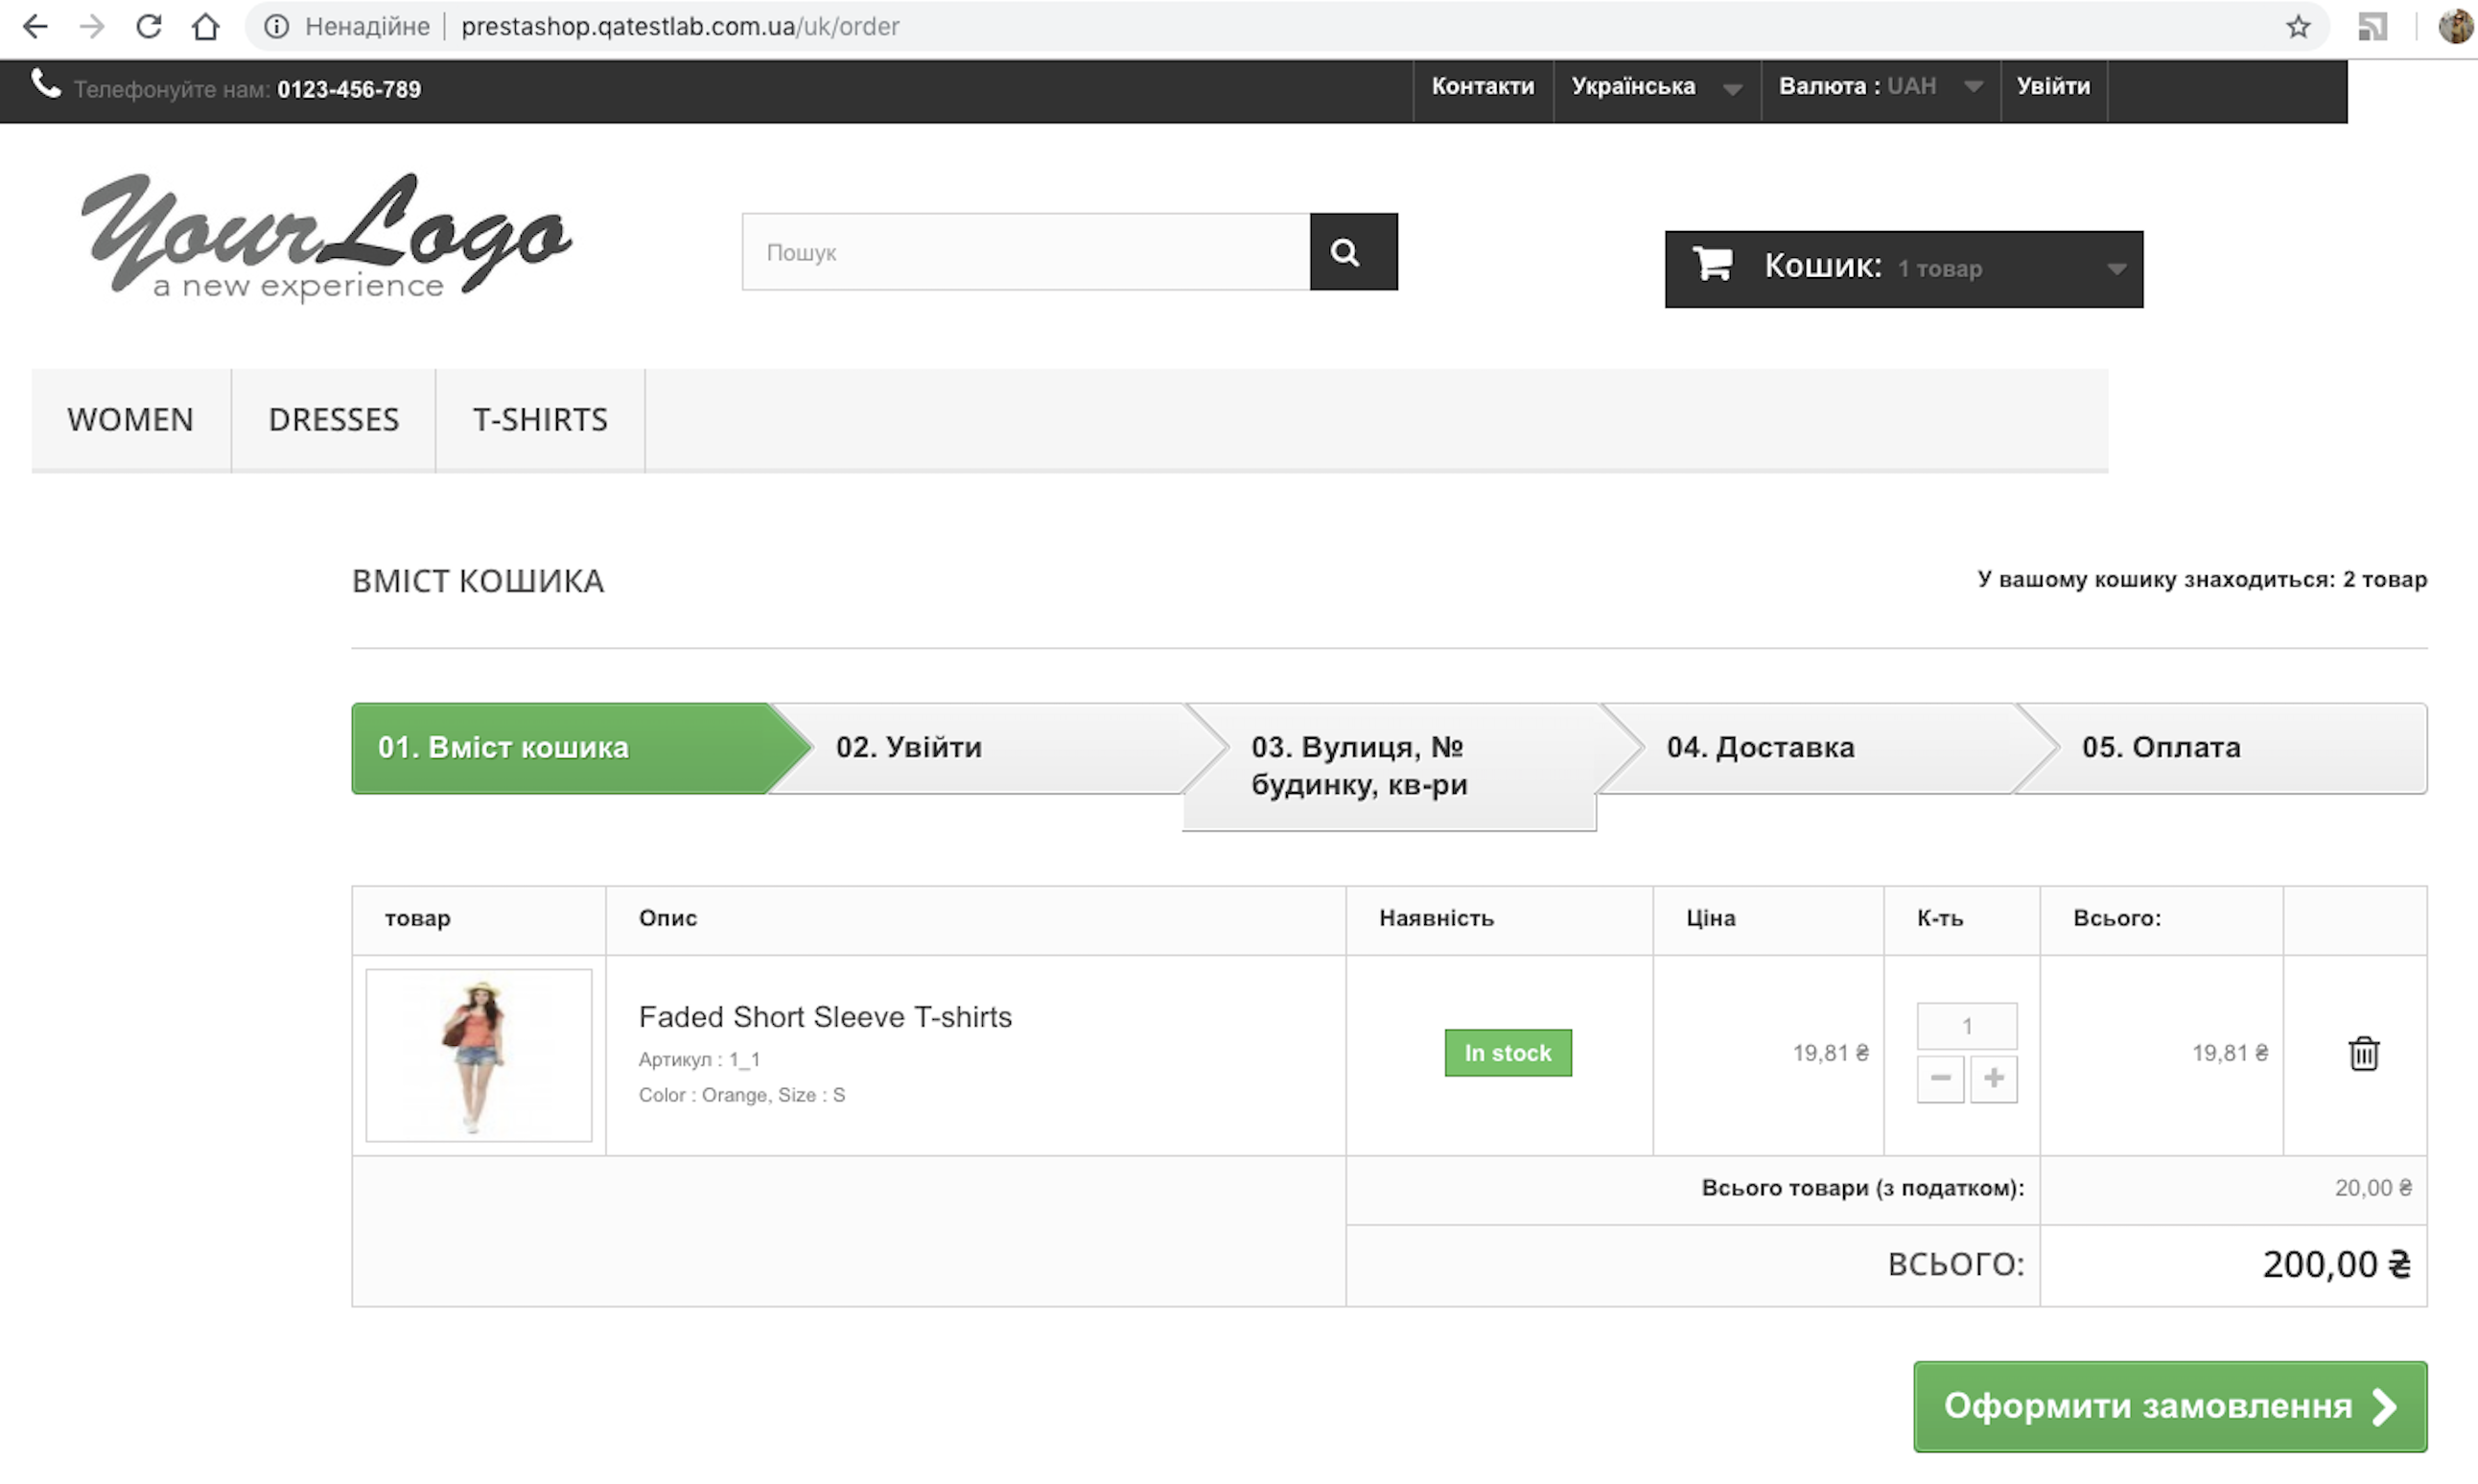 Ненадійне prestashop.qatestlab.com.ua/uk/order
Телефонуйте нам: 0123-456-789 Контакти Українська Валюта : UAH Увійти
YourLogo
a new experience
Пошук
Кошик: 1 товар
WOMEN DRESSES T-SHIRTS
ВМІСТ КОШИКА
У вашому кошику знаходиться: 2 товар
01. Вміст кошика 02. Увійти 03. Вулиця, № 04. Доставка 05. Оплата
будинку, кв-ри
товар Опис Наявність Ціна К-ть Всього:
Faded Short Sleeve T-shirts
Артикул : 1_1
Color : Orange, Size : S
In stock 19,81 ₴ 1 19,81 ₴
Всього товари (з податком): 20,00 ₴
ВСЬОГО: 200,00 ₴
Оформити замовлення